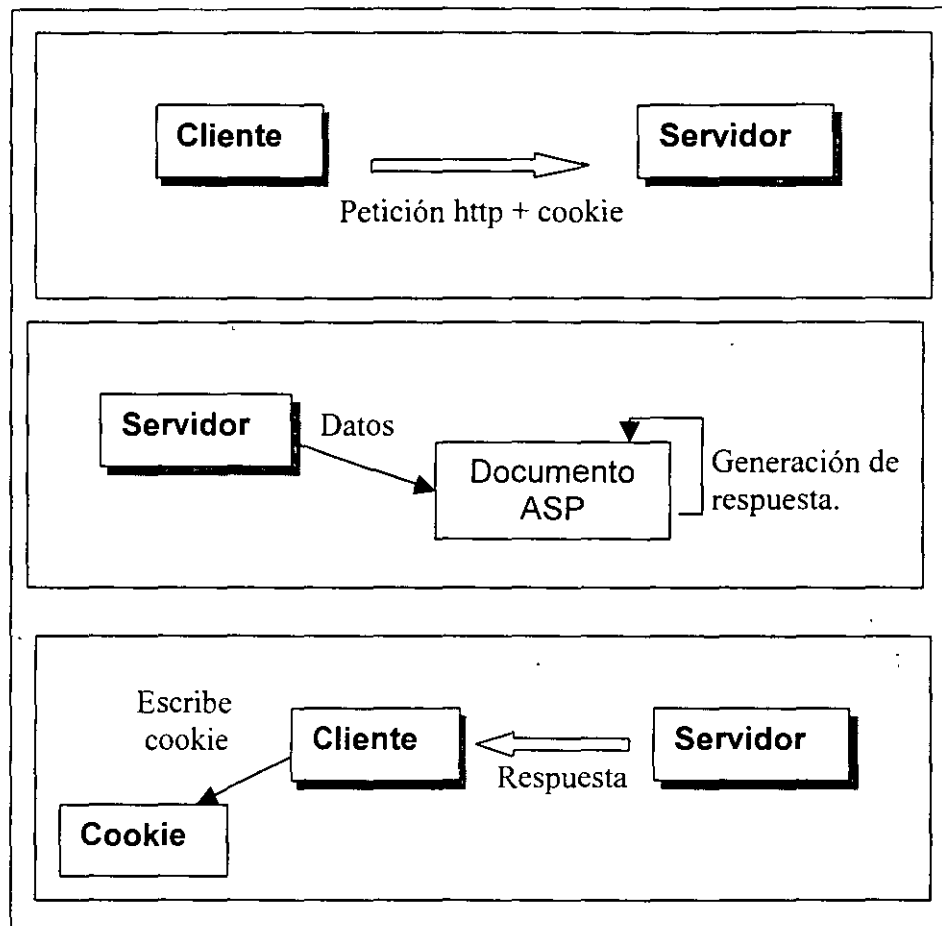 Cliente
Servidor
Petición http + cookie
Servidor
Datos
Documento
ASP
Generación de
respuesta.
Escribe
cookie
Cliente
Servidor
Respuesta
Cookie